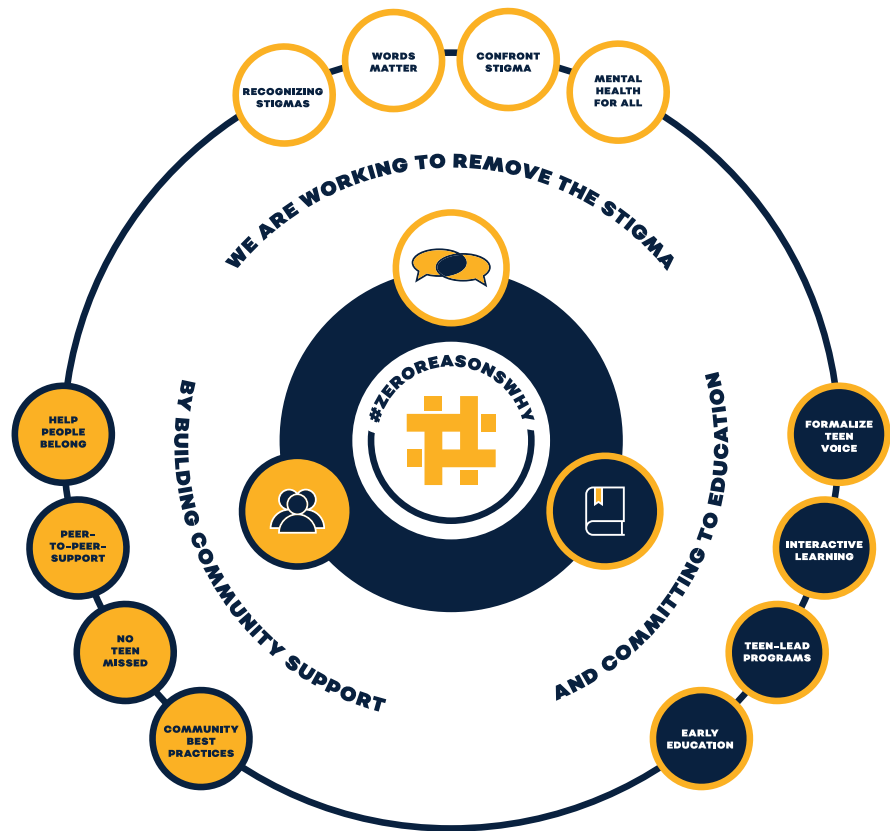 RECOGNIZING
STIGMAS
WORDS
MATTER
CONFRONT
STIGMA
MENTAL
HEALTH
FOR ALL
WE ARE WORKING TO REMOVE THE STIGMA
#ZEROREASONSWHY
BY BUILDING COMMUNITY SUPPORT
AND COMMITTING TO EDUCATION
HELP
PEOPLE
BELONG
PEER-
TO-PEER-
SUPPORT
NO
TEEN
MISSED
COMMUNITY
BEST
PRACTICES
FORMALIZE
TEEN
VOICE
INTERACTIVE
LEARNING
TEEN-LEAD
PROGRAMS
EARLY
EDUCATION